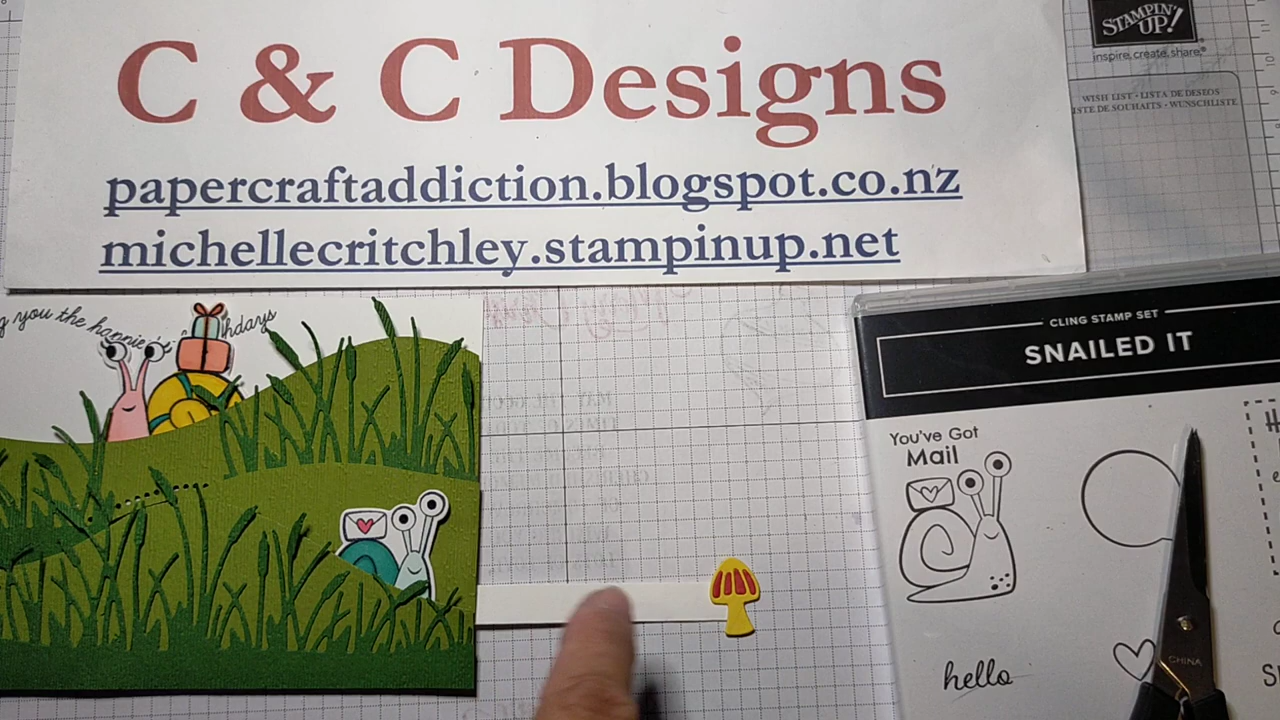 C & C Designs
papercraftaddiction.blogspot.co.nz
michellecritchley.stampinup.net
STAMPIN' UP!
inspire.create.share.®
WISH LIST • LISTA DE DESEOS
LISTE DE SOUHAITS • WUNSCHLISTE
you the happiest
CLING STAMP SET
SNAILED IT
You've Got
Mail
hello
CHINA